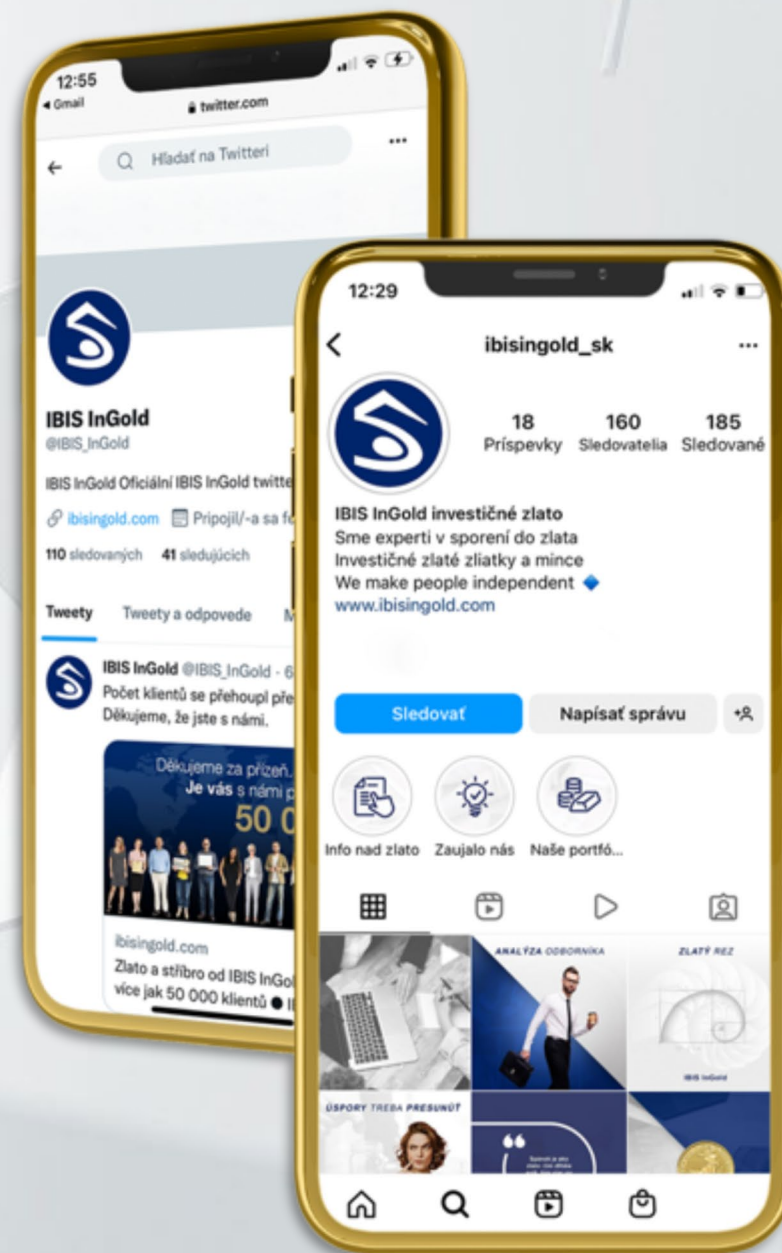 12:55
Gmail
twitter.com
Hľadať na Twitteri
IBIS InGold
@IBIS_InGold
IBIS InGold Oficiální IBIS InGold twitte
ibisingold.com Pripojil/-a sa
110 sledovaných 41 sledujúcich
Tweety Tweety a odpovede M
IBIS InGold @IBIS_InGold · 6
Počet klientů se přehoupl pře
Děkujeme, že jste s námi.
Děkujeme za přízeň.
Je vás s námi p
50 0
ibisingold.com
Zlato a stříbro od IBIS InGol
více jak 50 000 klientů ● I
12:29
ibisingold_sk
18 160 185
Príspevky Sledovatelia Sledované
IBIS InGold investičné zlato
Sme experti v sporení do zlata
Investičné zlaté zliatky a mince
We make people independent
www.ibisingold.com
Sledovať Napísať správu
Info nad zlato Zaujalo nás Naše portfó...
ANALÝZA ODBORNÍKA
ZLATÝ REZ
IBIS InGold
ÚSPORY TREBA PRESUNÚŤ